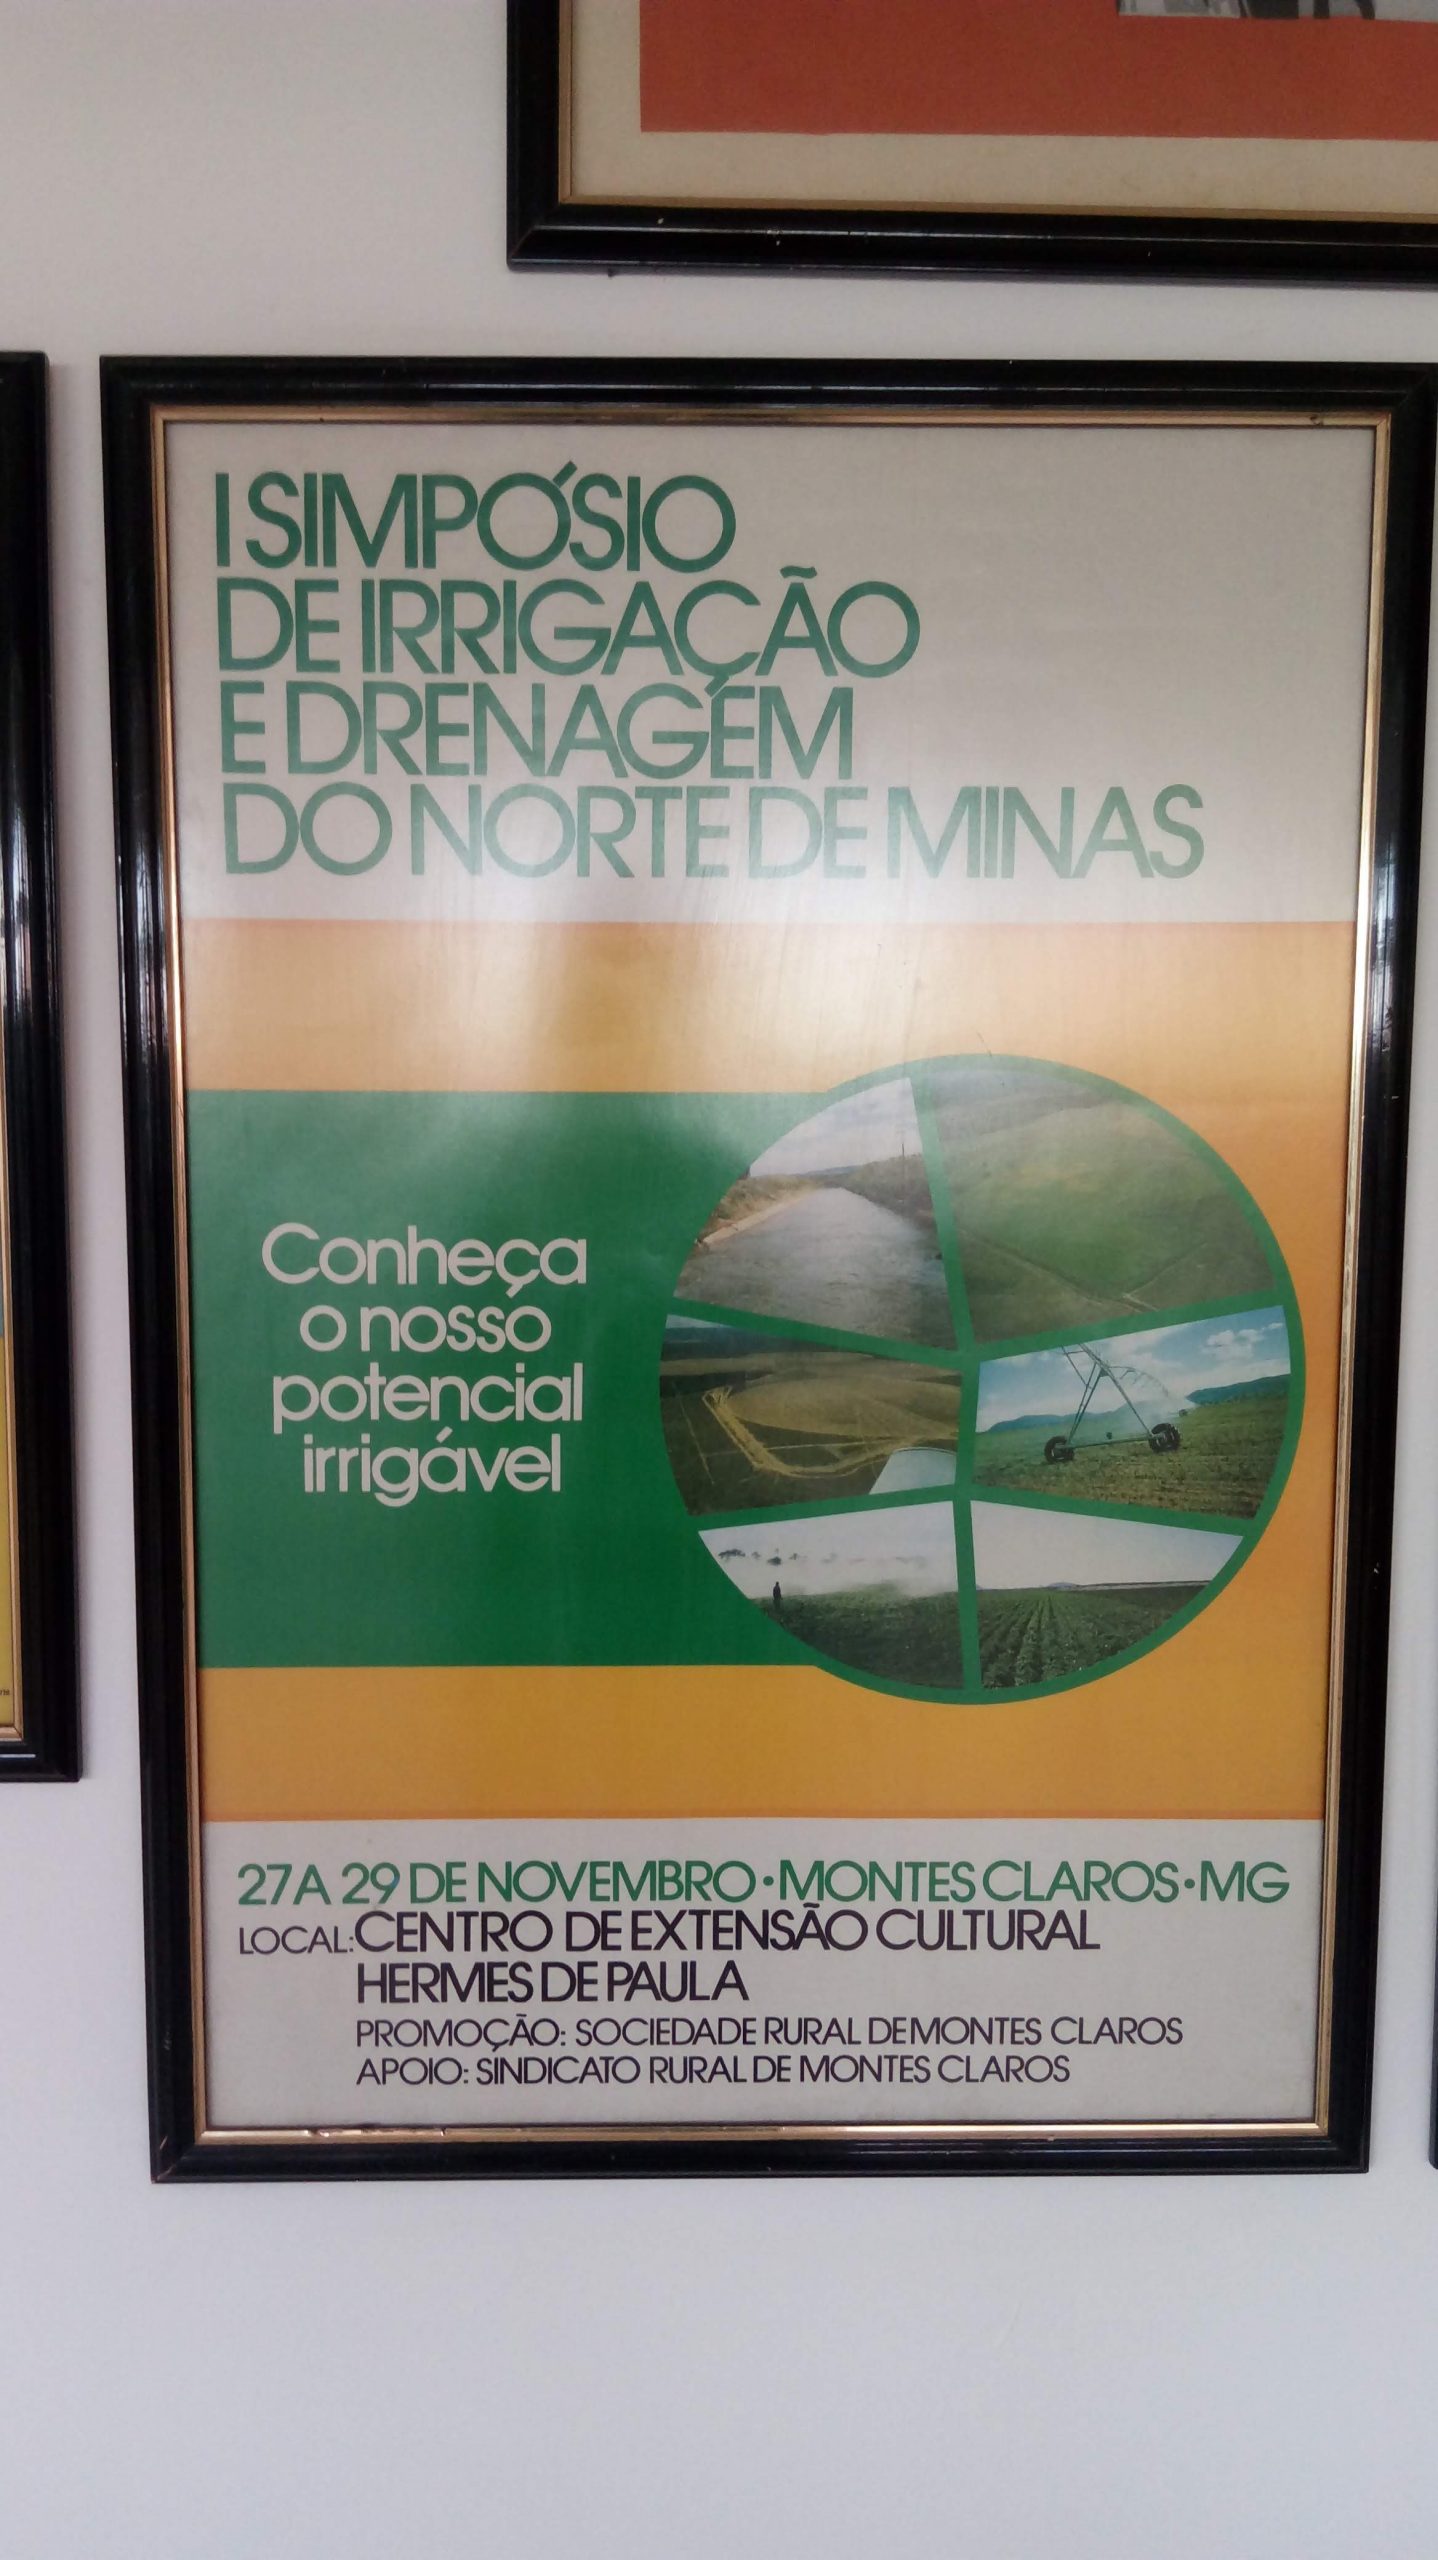 I SIMPÓSIO
DE IRRIGAÇÃO
E DRENAGEM
DO NORTE DE MINAS
Conheça
o nosso
potencial
irrigável
27 A 29 DE NOVEMBRO • MONTES CLAROS • MG
LOCAL: CENTRO DE EXTENSÃO CULTURAL
HERMES DE PAULA
PROMOÇÃO: SOCIEDADE RURAL DE MONTES CLAROS
APOIO: SINDICATO RURAL DE MONTES CLAROS